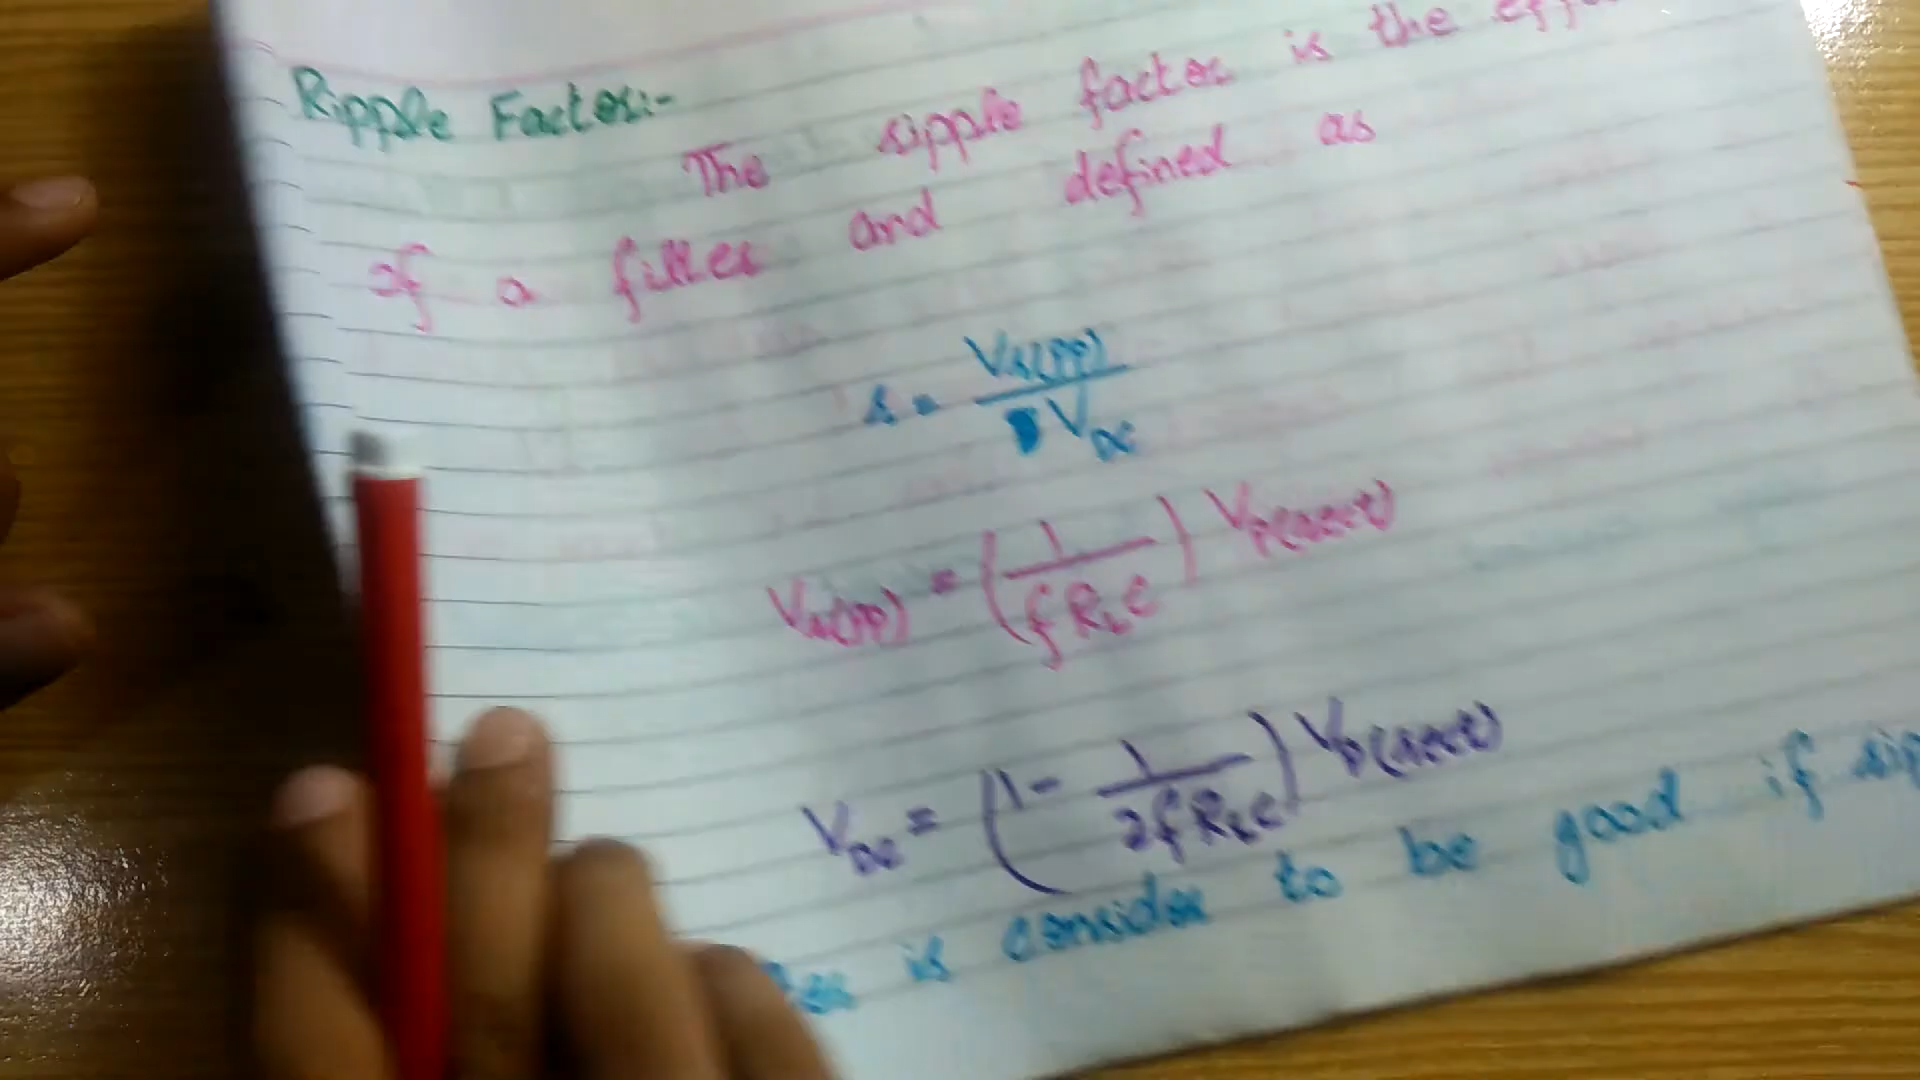 Ripple Factor:-
The ripple factor is the
of a filter and defined as
r = Vr(pp) / VDC
Vr(pp) = (1 / fRLC) Vp(rect)
VDC = (1 - 1 / 2fRLC) Vp(rect)
is consider to be good if